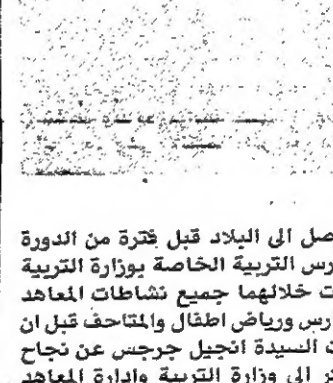 صل الى البلاد قبل فترة من الدورة
رس التربية الخاصة بوزارة التربية
ت خلالهما جميع نشاطات المعاهد
ارس ورياض اطفال والمتاحف قبل ان
ت السيدة انجيل جرجس عن نجاح
الى وزارة التربية وادارة المعاهد